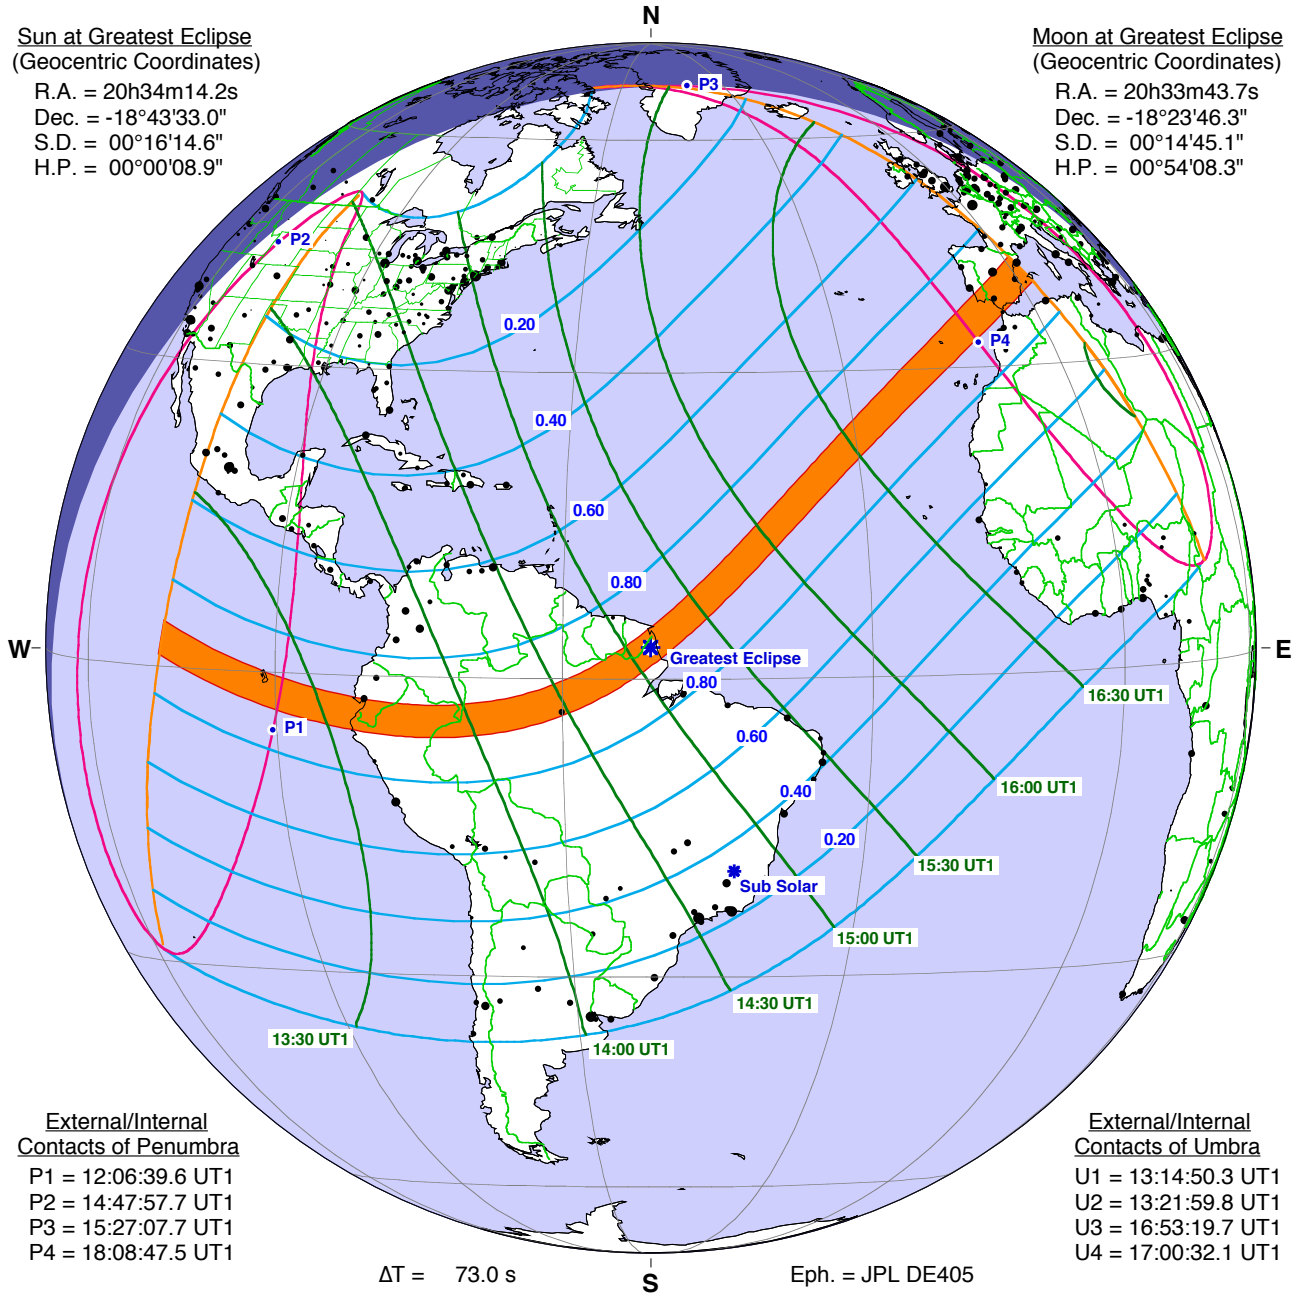 N
Sun at Greatest Eclipse
(Geocentric Coordinates)
R.A. = 20h34m14.2s
Dec. = -18°43'33.0"
S.D. = 00°16'14.6"
H.P. = 00°00'08.9"
Moon at Greatest Eclipse
(Geocentric Coordinates)
R.A. = 20h33m43.7s
Dec. = -18°23'46.3"
S.D. = 00°14'45.1"
H.P. = 00°54'08.3"
P3
P2
0.20
P4
0.40
0.60
0.80
W
E
Greatest Eclipse
0.80
16:30 UT1
P1
0.60
16:00 UT1
0.40
0.20
15:30 UT1
Sub Solar
15:00 UT1
14:30 UT1
13:30 UT1
14:00 UT1
External/Internal
Contacts of Penumbra
P1 = 12:06:39.6 UT1
P2 = 14:47:57.7 UT1
P3 = 15:27:07.7 UT1
P4 = 18:08:47.5 UT1
External/Internal
Contacts of Umbra
U1 = 13:14:50.3 UT1
U2 = 13:21:59.8 UT1
U3 = 16:53:19.7 UT1
U4 = 17:00:32.1 UT1
ΔT = 73.0 s
S
Eph. = JPL DE405